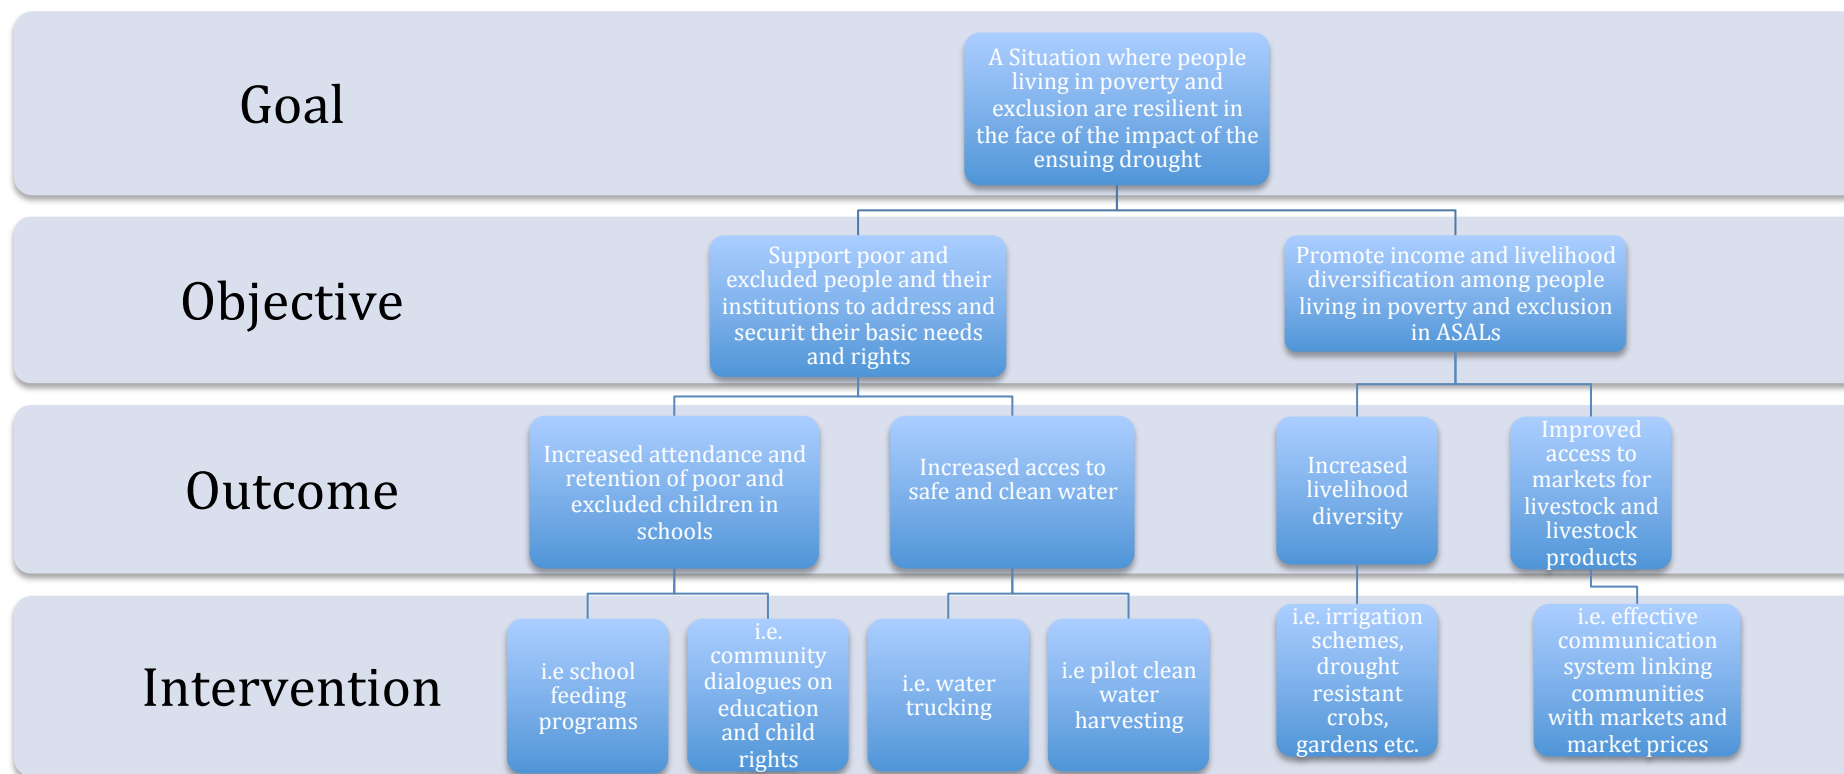 Goal
A Situation where people
living in poverty and
exclusion are resilient in
the face of the impact of the
ensuing drought
Objective
Support poor and
excluded people and their
institutions to address and
securit their basic needs
and rights
Promote income and livelihood
diversification among people
living in poverty and exclusion
in ASALs
Outcome
Increased attendance and
retention of poor and
excluded children in
schools
Increased acces to
safe and clean water
Increased
livelihood
diversity
Improved
access to
markets for
livestock and
livestock
products
Intervention
i.e school
feeding
programs
i.e.
community
dialogues on
education
and child
rights
i.e. water
trucking
i.e pilot clean
water
harvesting
i.e. irrigation
schemes,
drought
resistant
crobs,
gardens etc.
i.e. effective
communication
system linking
communities
with markets and
market prices